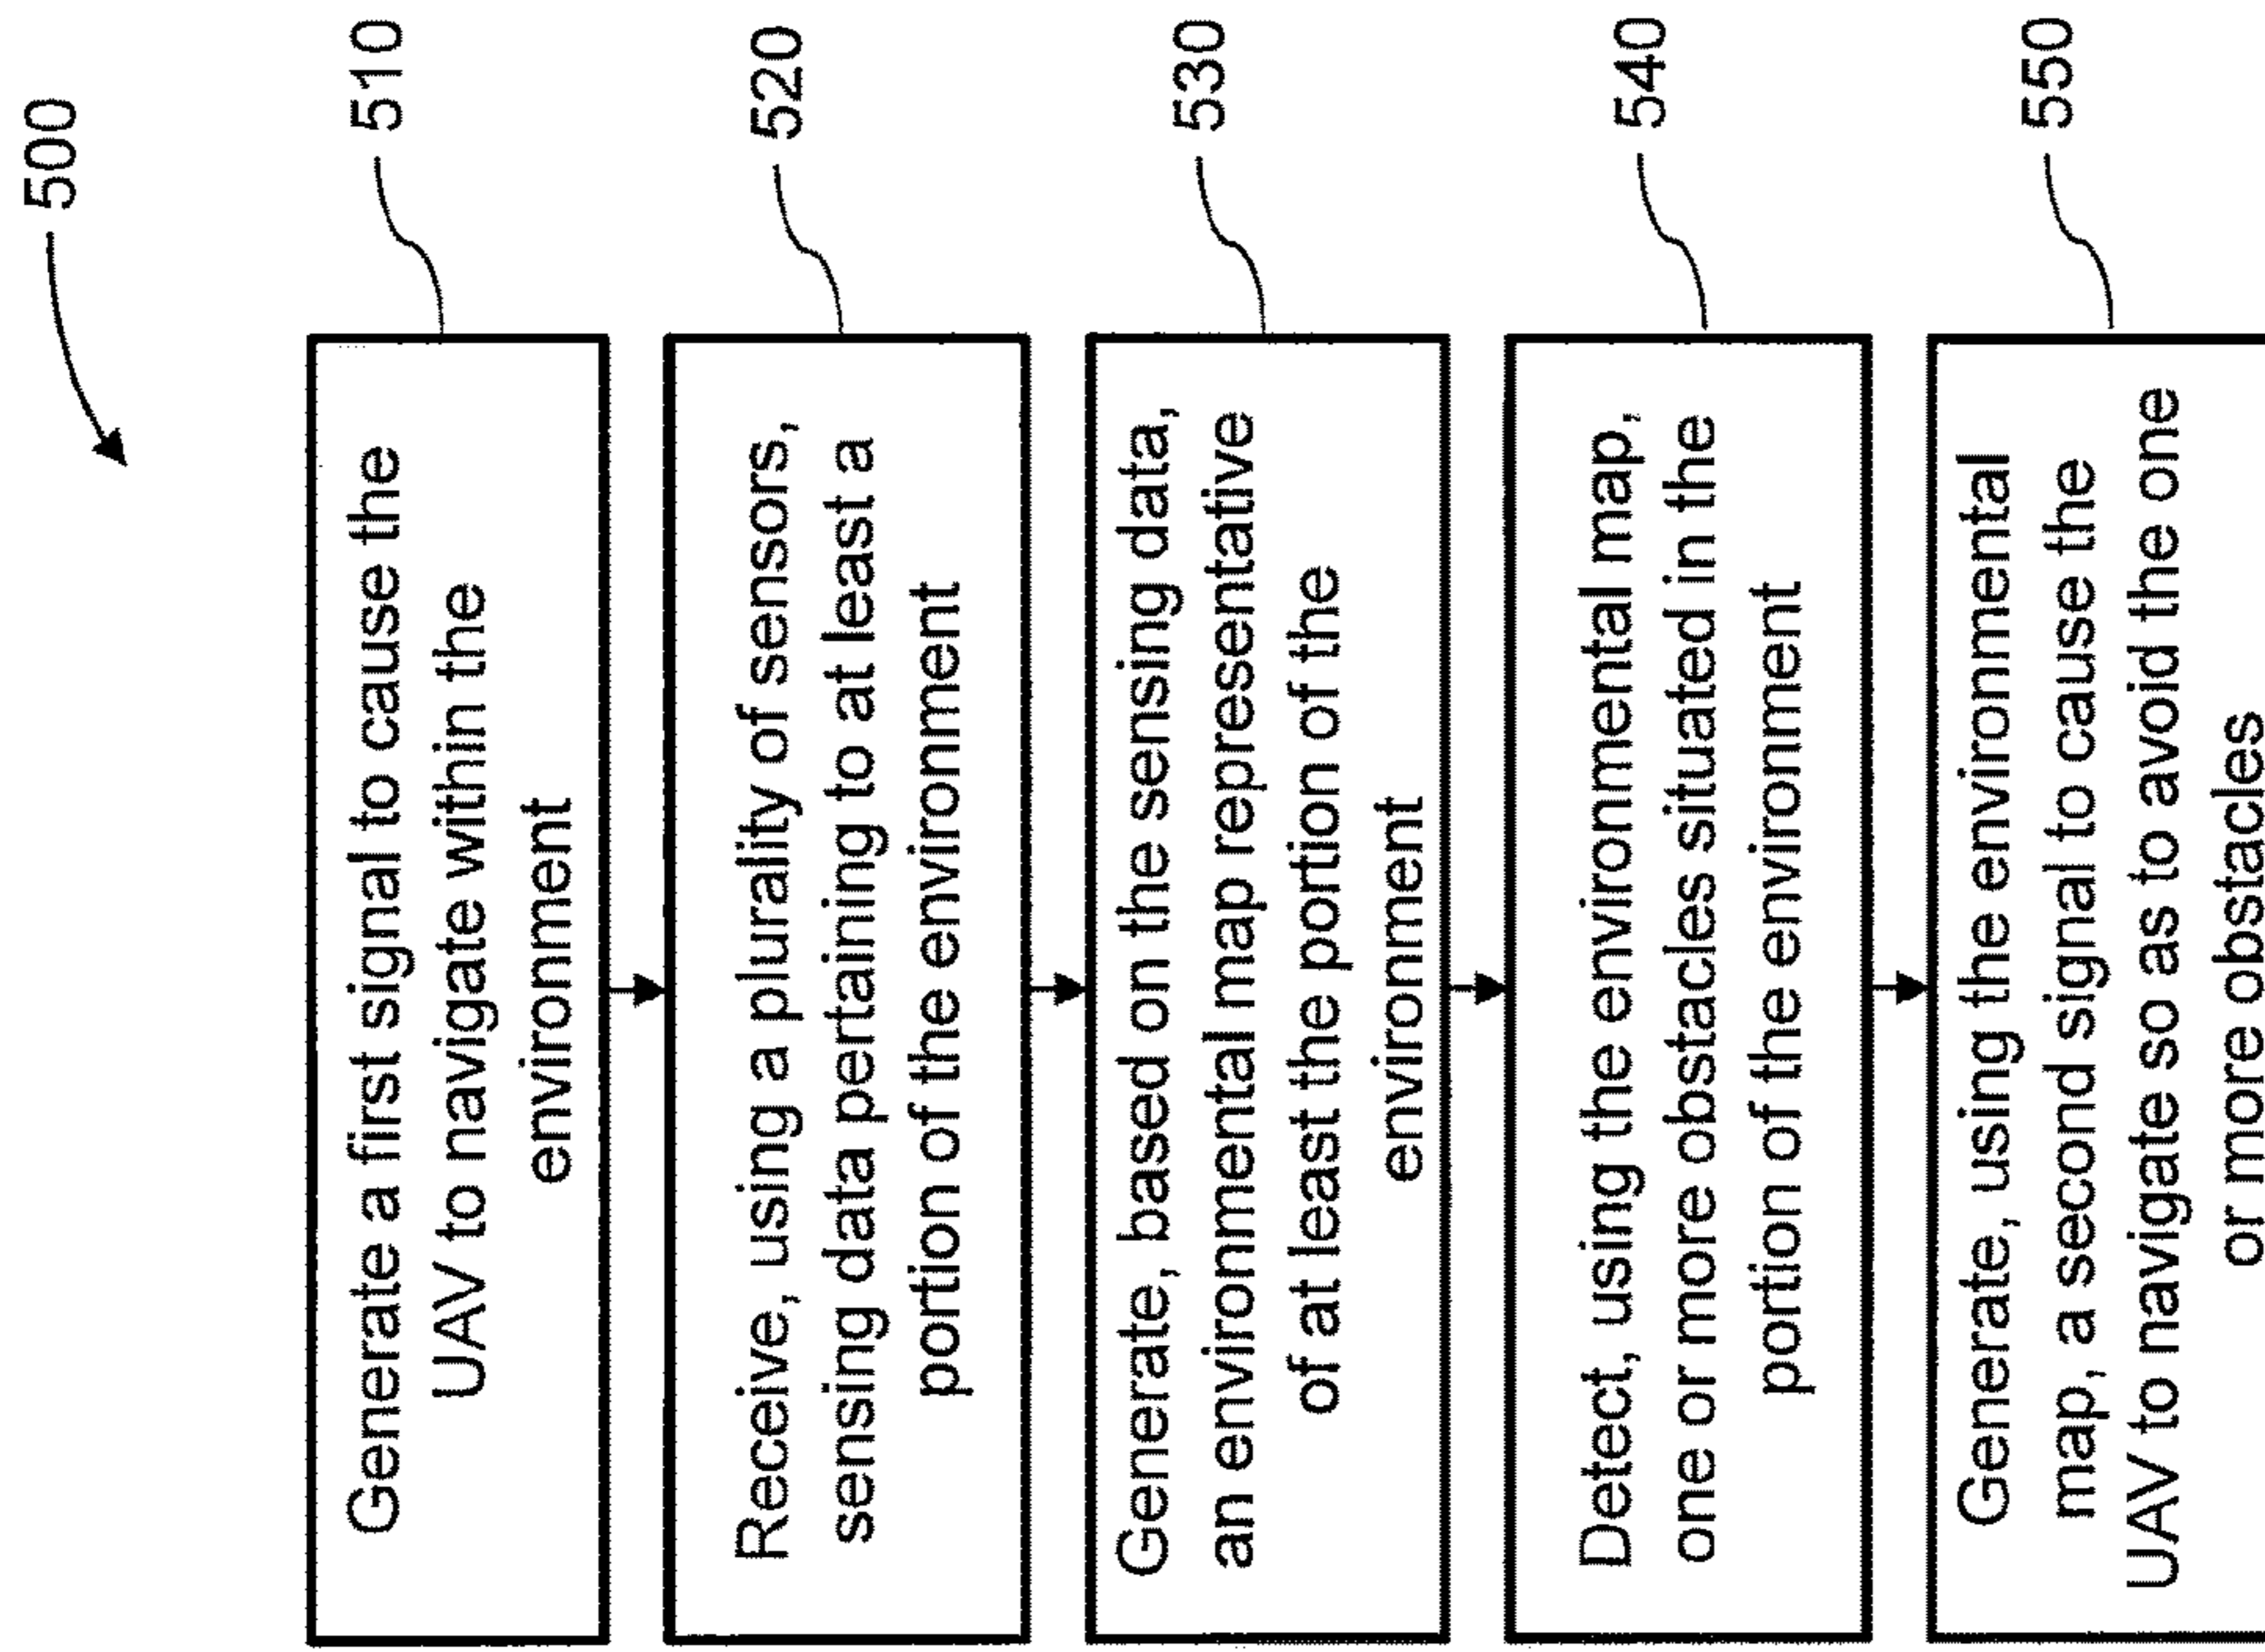 500
Generate a first signal to cause the
UAV to navigate within the
environment
510
Receive, using a plurality of sensors,
sensing data pertaining to at least a
portion of the environment
520
Generate, based on the sensing data,
an environmental map representative
of at least the portion of the
environment
530
Detect, using the environmental map,
one or more obstacles situated in the
portion of the environment
540
Generate, using the environmental
map, a second signal to cause the
UAV to navigate so as to avoid the one
or more obstacles
550